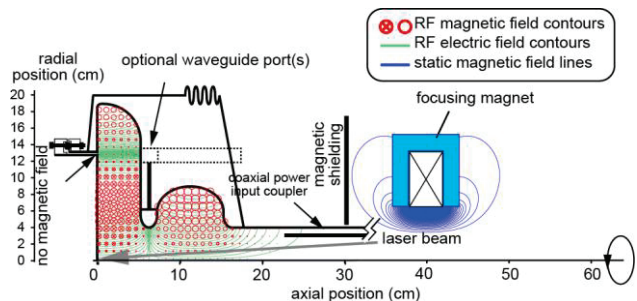 RF magnetic field contours
RF electric field contours
static magnetic field lines
radial
position (cm)
optional waveguide port(s)
focusing magnet
20
18
16
14
12
10
8
6
4
2
0
no magnetic field
coaxial power
input coupler
magnetic
shielding
laser beam
0
10
20
30
40
50
60
axial position (cm)